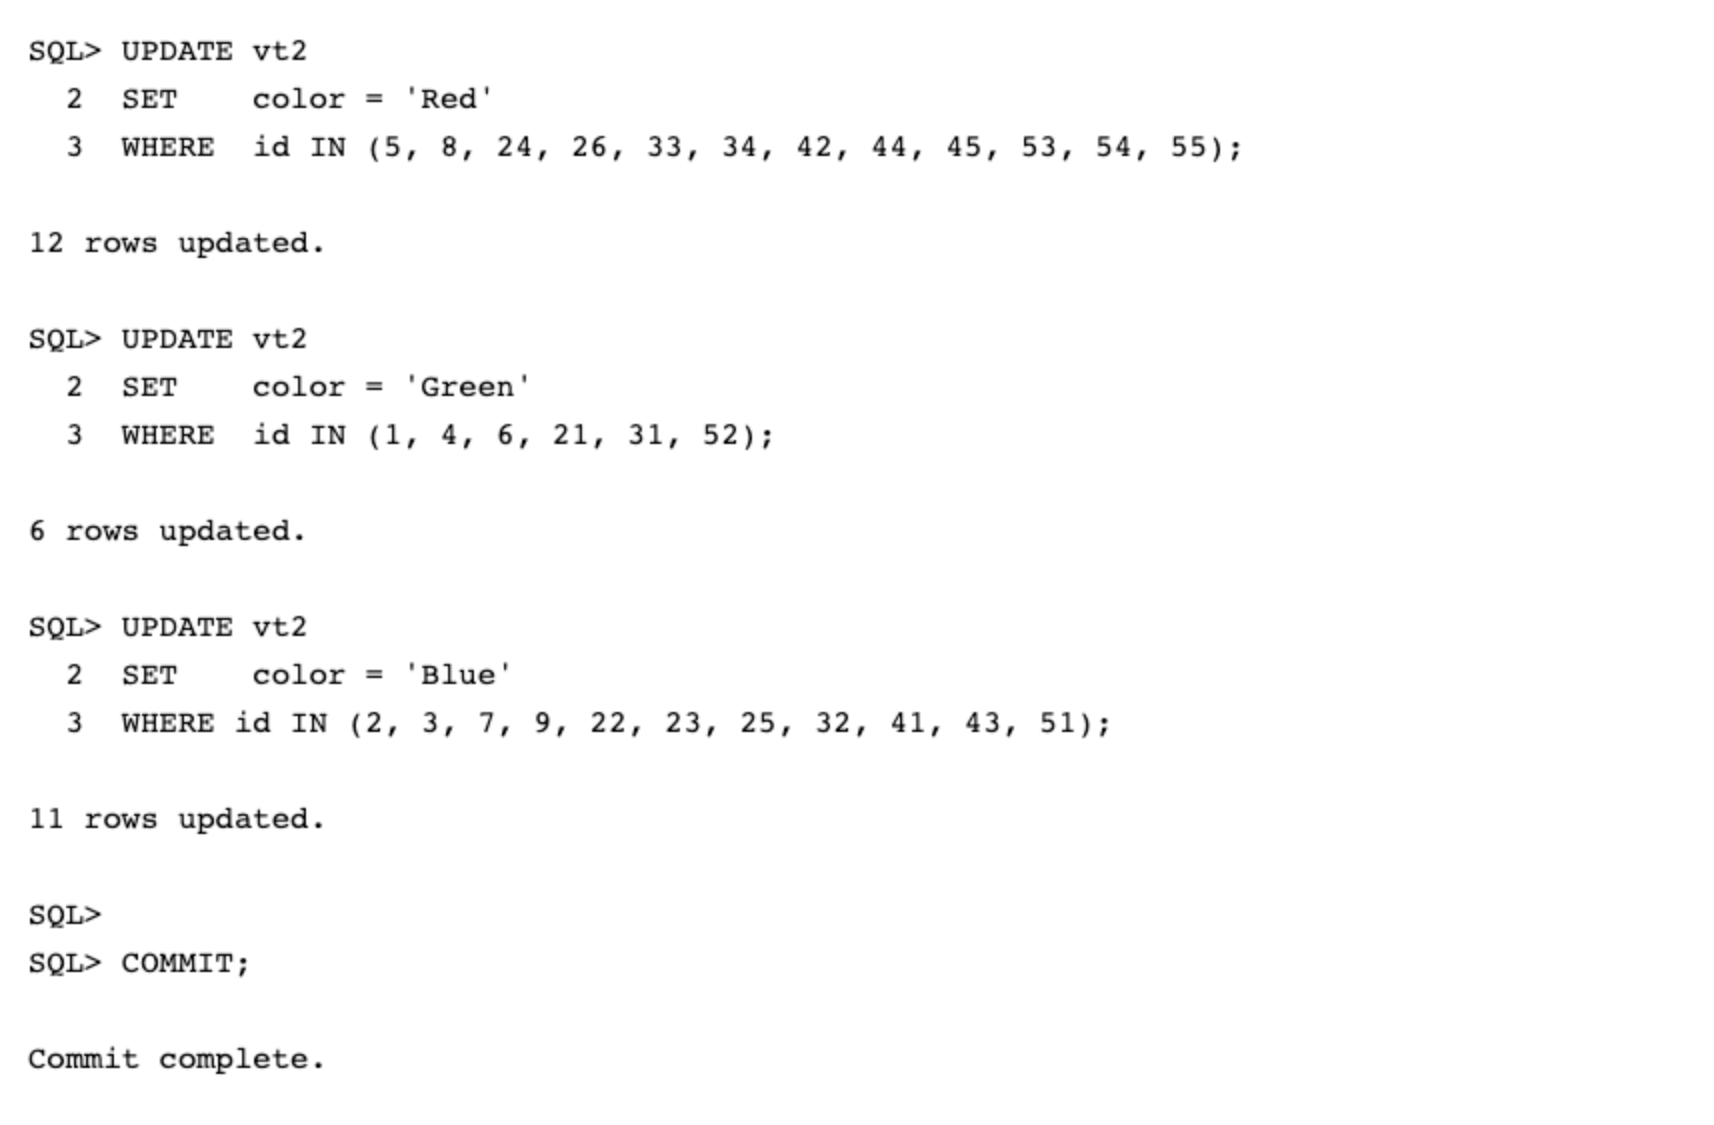 SQL> UPDATE vt2
  2  SET    color = 'Red'
  3  WHERE  id IN (5, 8, 24, 26, 33, 34, 42, 44, 45, 53, 54, 55);

12 rows updated.

SQL> UPDATE vt2
  2  SET    color = 'Green'
  3  WHERE  id IN (1, 4, 6, 21, 31, 52);

6 rows updated.

SQL> UPDATE vt2
  2  SET    color = 'Blue'
  3  WHERE id IN (2, 3, 7, 9, 22, 23, 25, 32, 41, 43, 51);

11 rows updated.

SQL>
SQL> COMMIT;

Commit complete.